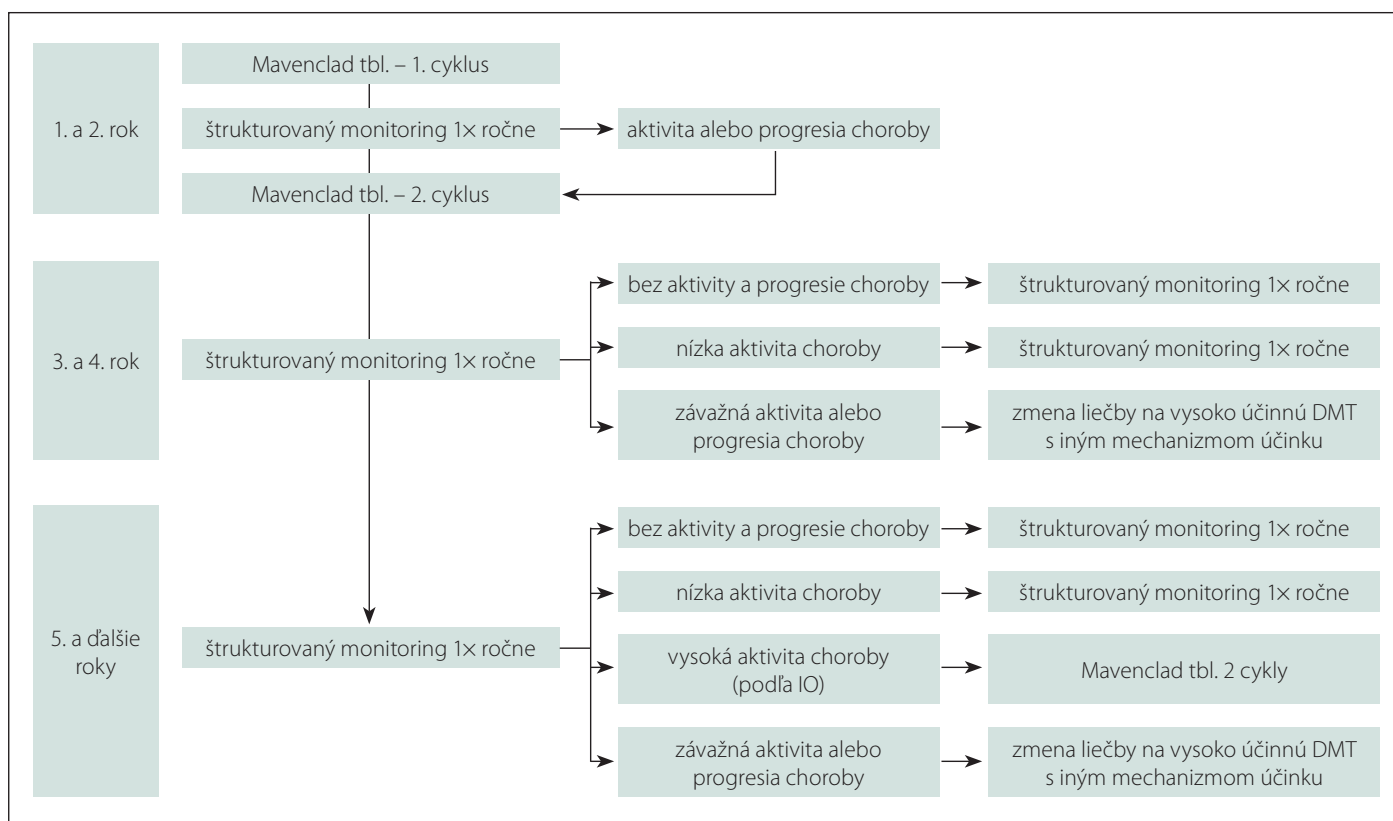 1. a 2. rok
Mavenclad tbl. – 1. cyklus
štrukturovaný monitoring 1× ročne
aktivita alebo progresia choroby
Mavenclad tbl. – 2. cyklus
3. a 4. rok
štrukturovaný monitoring 1× ročne
bez aktivity a progresie choroby
štrukturovaný monitoring 1× ročne
nízka aktivita choroby
štrukturovaný monitoring 1× ročne
závažná aktivita alebo
progresia choroby
zmena liečby na vysoko účinnú DMT
s iným mechanizmom účinku
5. a ďalšie
roky
štrukturovaný monitoring 1× ročne
bez aktivity a progresie choroby
štrukturovaný monitoring 1× ročne
nízka aktivita choroby
štrukturovaný monitoring 1× ročne
vysoká aktivita choroby
(podľa IO)
Mavenclad tbl. 2 cykly
závažná aktivita alebo
progresia choroby
zmena liečby na vysoko účinnú DMT
s iným mechanizmom účinku